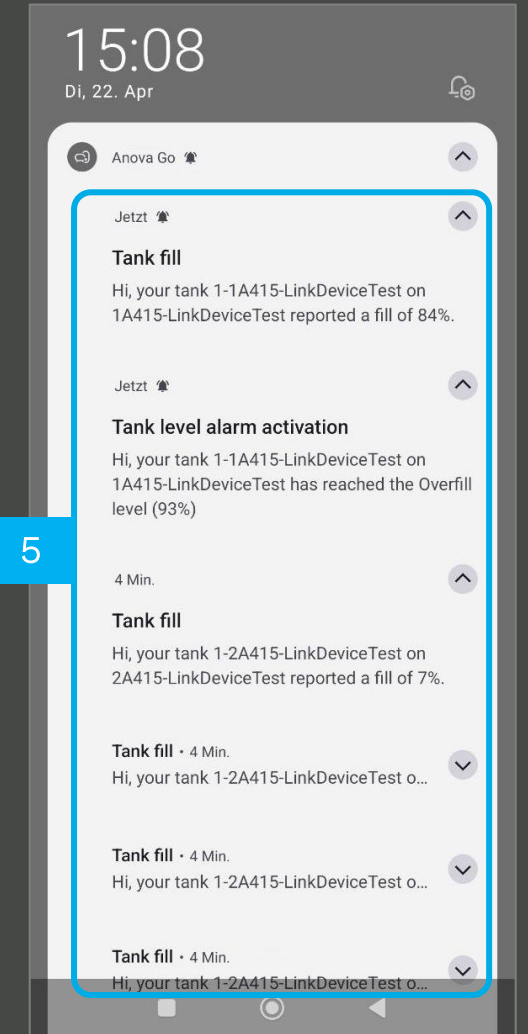 15:08
Di, 22. Apr
Anova Go
Jetzt
Tank fill
Hi, your tank 1-1A415-LinkDeviceTest on
1A415-LinkDeviceTest reported a fill of 84%.
Jetzt
Tank level alarm activation
Hi, your tank 1-1A415-LinkDeviceTest on
1A415-LinkDeviceTest has reached the Overfill
level (93%)
5
4 Min.
Tank fill
Hi, your tank 1-2A415-LinkDeviceTest on
2A415-LinkDeviceTest reported a fill of 7%.
Tank fill • 4 Min.
Hi, your tank 1-2A415-LinkDeviceTest o...
Tank fill • 4 Min.
Hi, your tank 1-2A415-LinkDeviceTest o...
Tank fill • 4 Min.
Hi, your tank 1-2A415-LinkDeviceTest o...